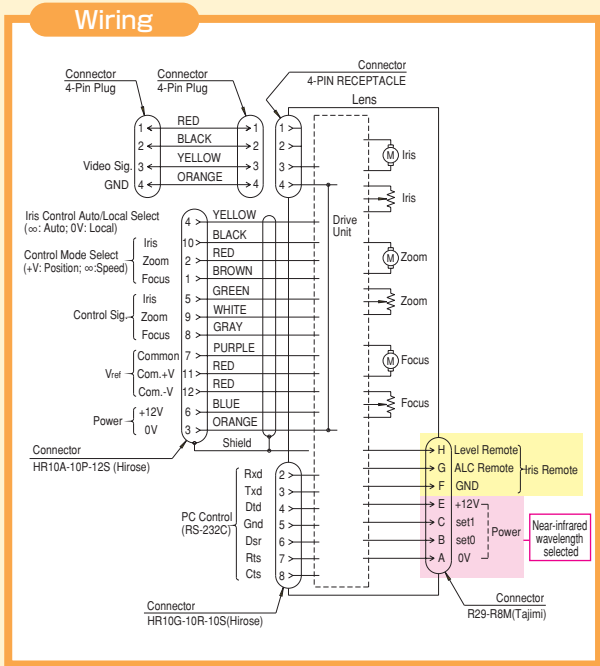 Wiring
Connector
4-Pin Plug
Connector
4-Pin Plug
Connector
4-PIN RECEPTACLE
Lens
1 RED 1 1
2 BLACK 2 2
Video Sig. 3 YELLOW 3 3
GND 4 ORANGE 4 4
Iris Control Auto/Local Select
(∞: Auto; 0V: Local)
4 YELLOW
Control Mode Select
(+V: Position; ∞:Speed)
Iris 10 BLACK
Zoom 2 RED
Focus 1 BROWN
Control Sig.
Iris 5 GREEN
Zoom 9 WHITE
Focus 8 GRAY
Vref
Common 7 PURPLE
Com.+V 11 RED
Com.-V 12 RED
Power
+12V 6 BLUE
0V 3 ORANGE
Shield
Connector
HR10A-10P-12S (Hirose)
PC Control
(RS-232C)
Rxd 2
Txd 3
Dtd 4
Gnd 5
Dsr 6
Rts 7
Cts 8
Connector
HR10G-10R-10S(Hirose)
Drive
Unit
M Iris
Iris
M Zoom
Zoom
M Focus
Focus
H Level Remote
G ALC Remote
F GND
Iris Remote
E +12V
C set1
B set0
A 0V
Power
Near-infrared
wavelength
selected
Connector
R29-R8M(Tajimi)